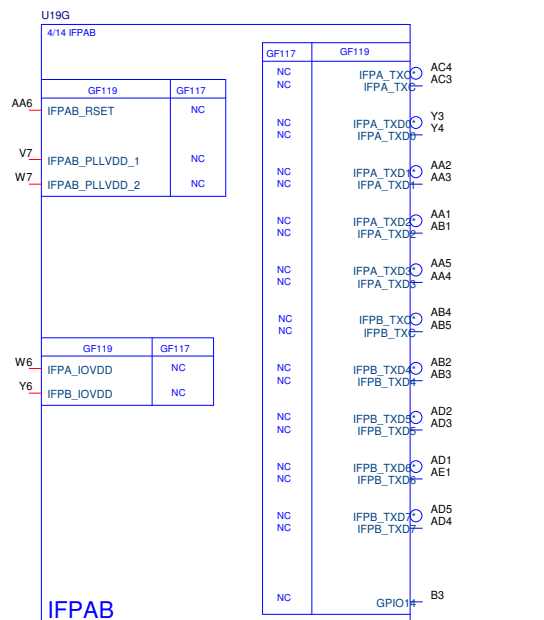 U19G
4/14 IFPAB
GF119 GF117
AA6 IFPAB_RSET NC
V7 IFPAB_PLLVDD_1 NC
W7 IFPAB_PLLVDD_2 NC
GF119 GF117
W6 IFPA_IOVDD NC
Y6 IFPB_IOVDD NC
IFPAB
GF117 GF119
NC IFPA_TXC* AC4
NC IFPA_TXC AC3
NC IFPA_TXD0* Y3
NC IFPA_TXD0 Y4
NC IFPA_TXD1* AA2
NC IFPA_TXD1 AA3
NC IFPA_TXD2* AA1
NC IFPA_TXD2 AB1
NC IFPA_TXD3* AA5
NC IFPA_TXD3 AA4
NC IFPB_TXC* AB4
NC IFPB_TXC AB5
NC IFPB_TXD4* AB2
NC IFPB_TXD4 AB3
NC IFPB_TXD5* AD2
NC IFPB_TXD5 AD3
NC IFPB_TXD6* AD1
NC IFPB_TXD6 AE1
NC IFPB_TXD7* AD5
NC IFPB_TXD7 AD4
NC GPIO14 B3